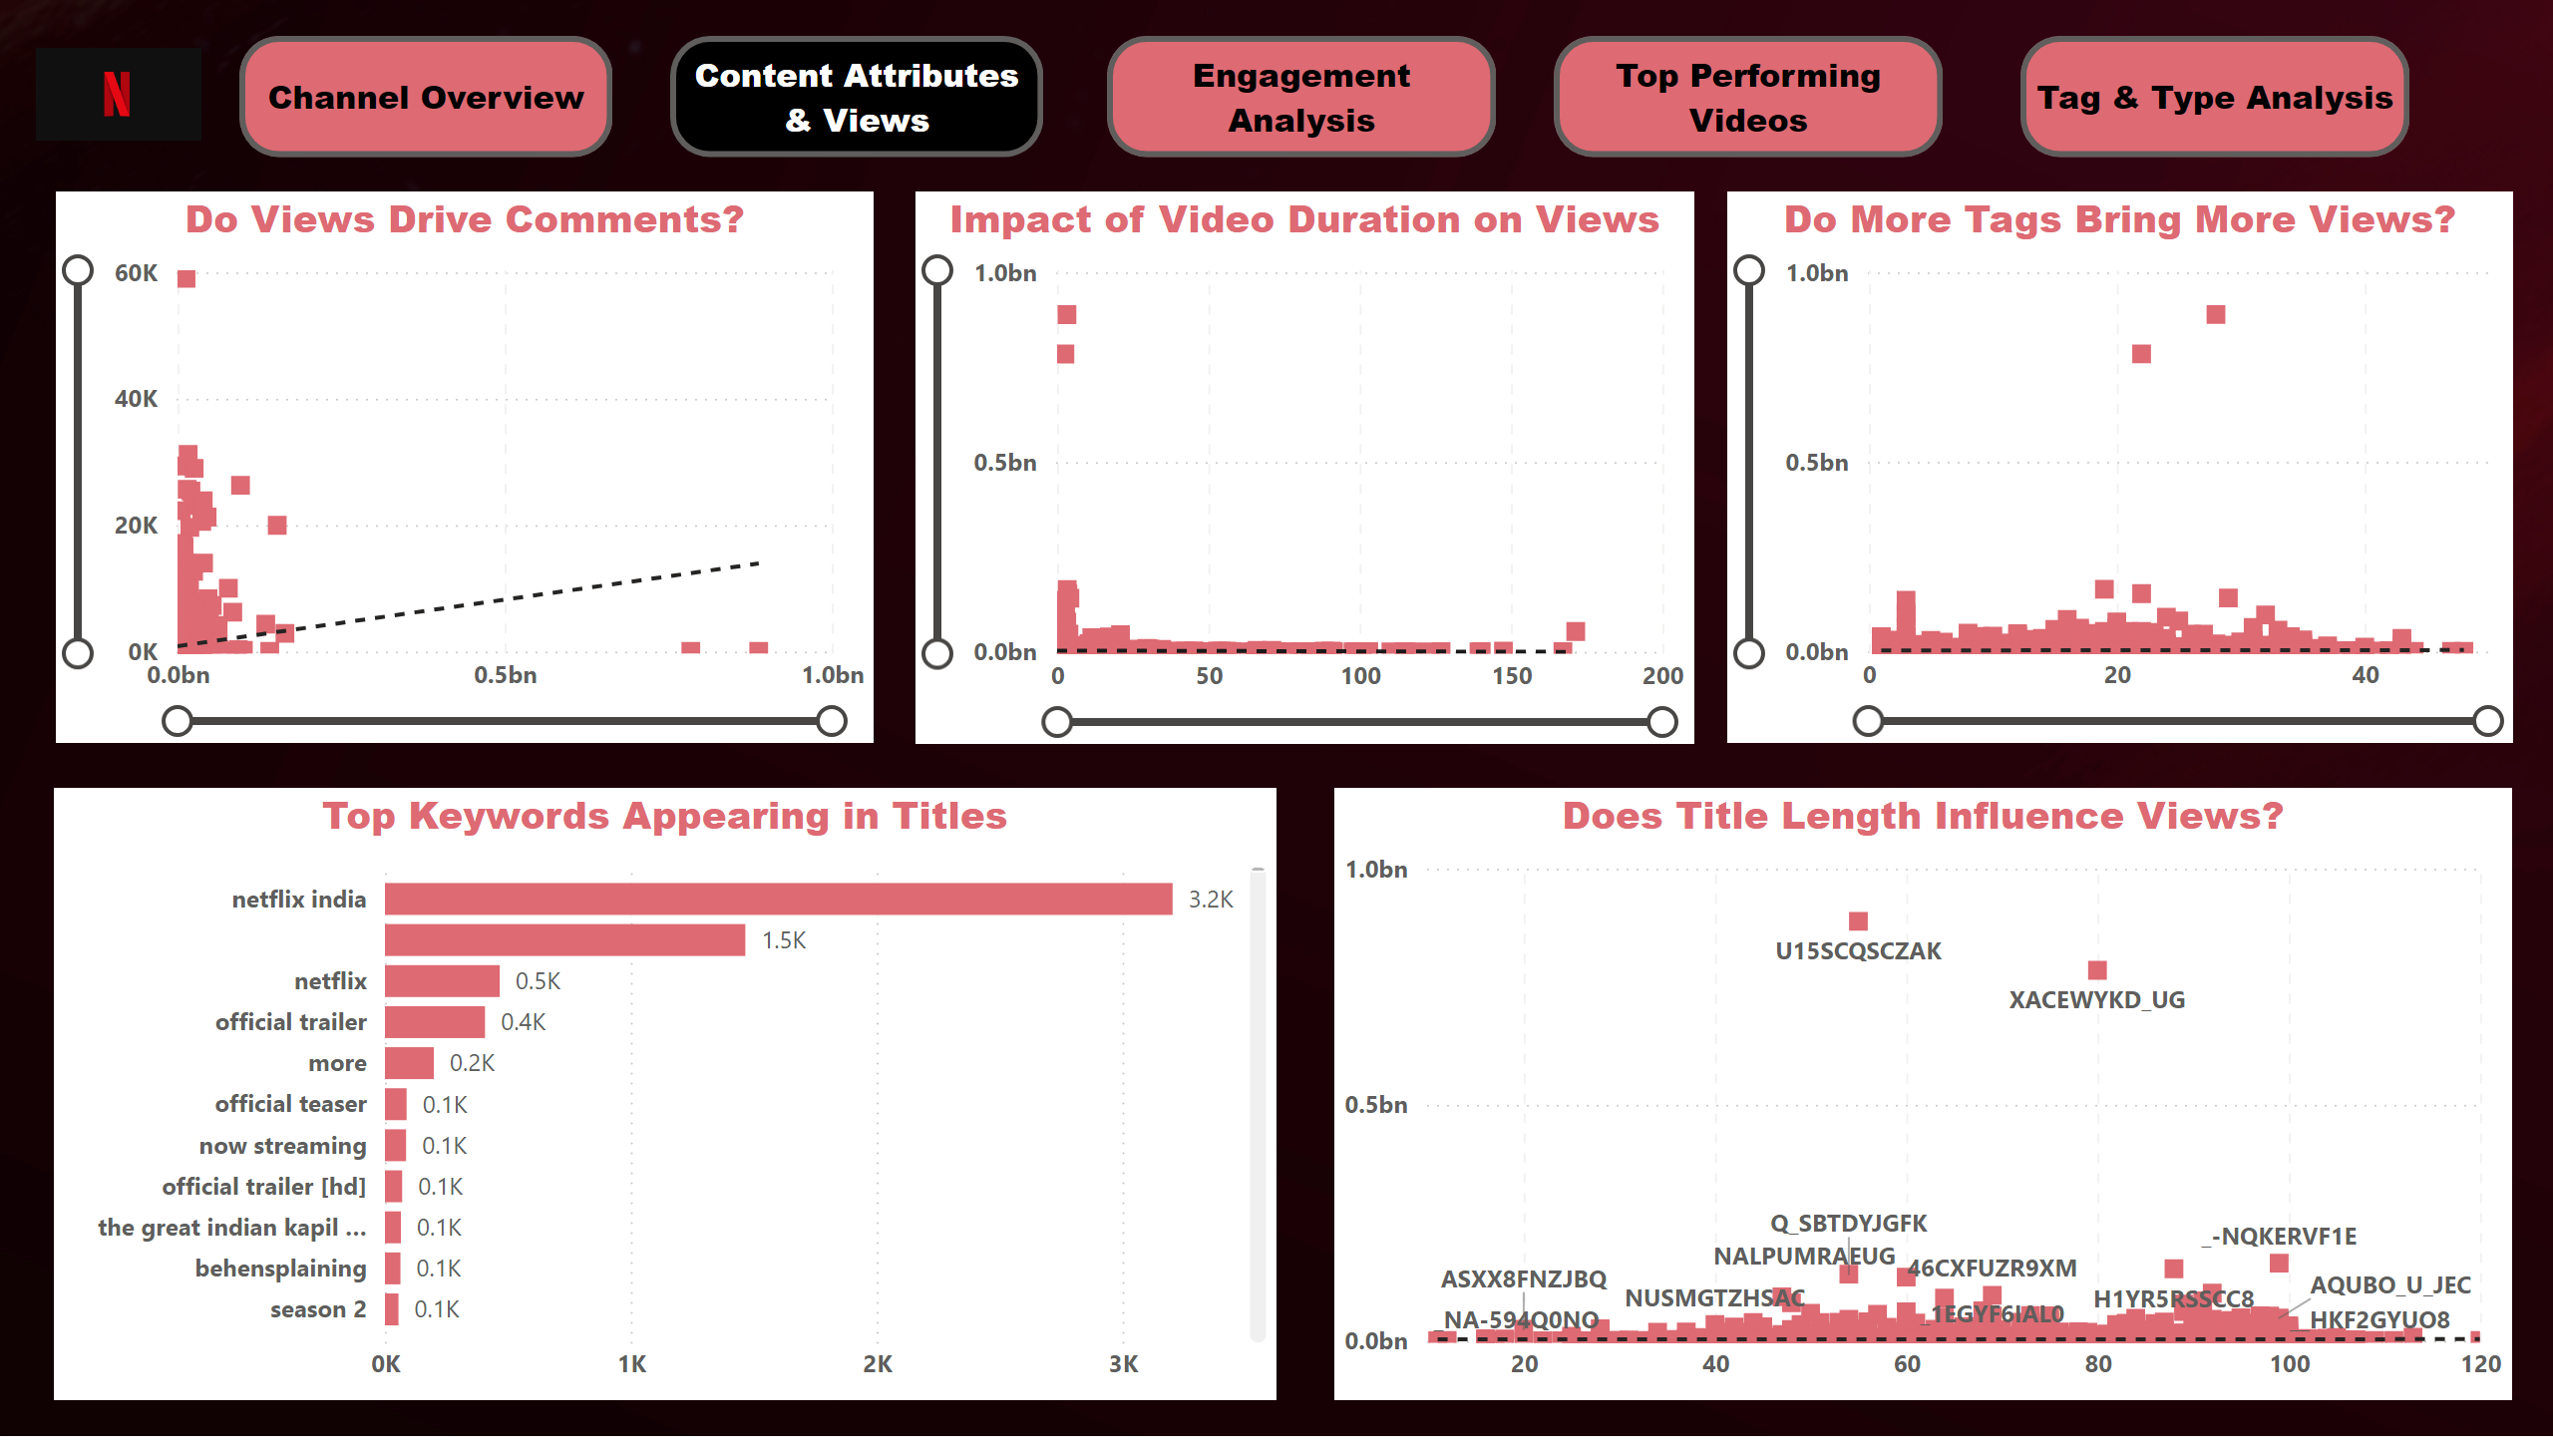 N
Channel Overview
Content Attributes
& Views
Engagement
Analysis
Top Performing
Videos
Tag & Type Analysis
Do Views Drive Comments?
60K
40K
20K
0K
0.0bn 0.5bn 1.0bn
Impact of Video Duration on Views
1.0bn
0.5bn
0.0bn
0 50 100 150 200
Do More Tags Bring More Views?
1.0bn
0.5bn
0.0bn
0 20 40
Top Keywords Appearing in Titles
netflix india 3.2K
1.5K
netflix 0.5K
official trailer 0.4K
more 0.2K
official teaser 0.1K
now streaming 0.1K
official trailer [hd] 0.1K
the great indian kapil ... 0.1K
behensplaining 0.1K
season 2 0.1K
0K 1K 2K 3K
Does Title Length Influence Views?
1.0bn
U15SCQSCZAK
XACEWYKD_UG
0.5bn
Q_SBTDYJGFK
_-NQKERVF1E
NALPUMRAEUG
46CXFUZR9XM
ASXX8FNZJBQ
AQUBO_U_JEC
NUSMGTZHSAC
H1YR5RSSCC8
_1EGYF6IAL0
_NA-594Q0NO
__HKF2GYUO8
0.0bn
20 40 60 80 100 120